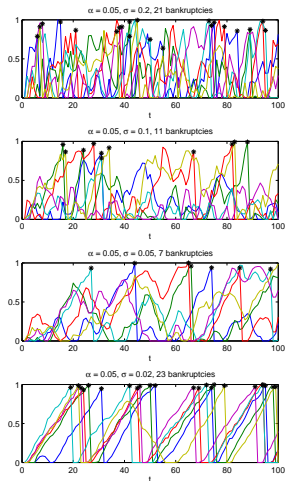 α = 0.05, σ = 0.2, 21 bankruptcies
1
0.5
0
0 20 40 60 80 100
t
α = 0.05, σ = 0.1, 11 bankruptcies
1
0.5
0
0 20 40 60 80 100
t
α = 0.05, σ = 0.05, 7 bankruptcies
1
0.5
0
0 20 40 60 80 100
t
α = 0.05, σ = 0.02, 23 bankruptcies
1
0.5
0
0 20 40 60 80 100
t